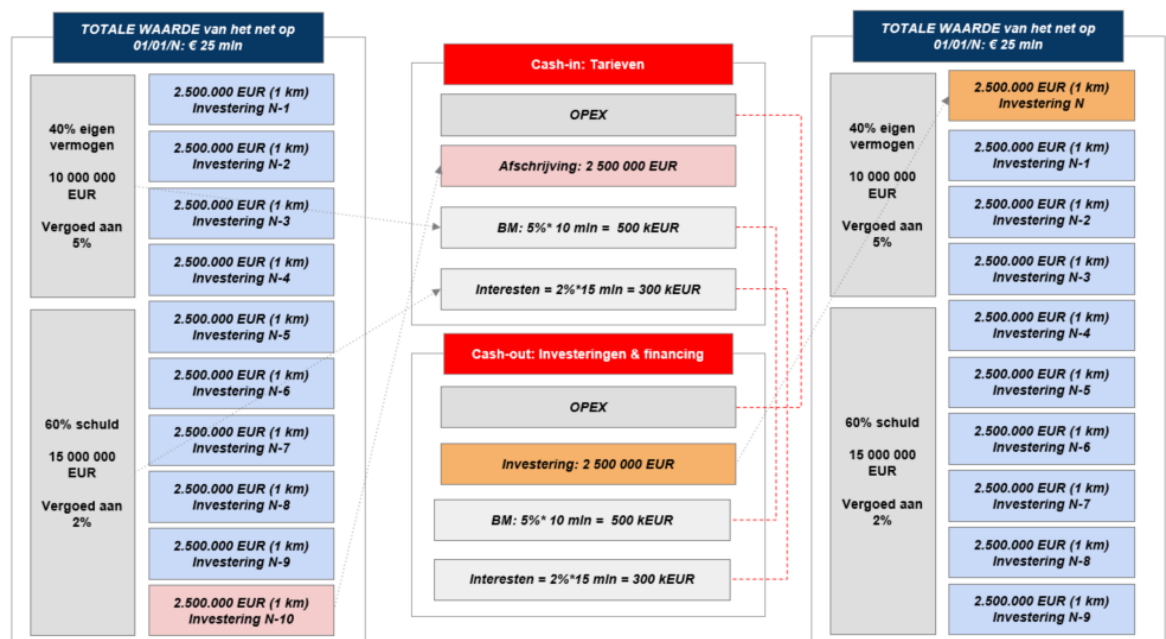 TOTALE WAARDE van het net op
01/01/N: € 25 mln
40% eigen
vermogen
10 000 000
EUR
Vergoed aan
5%
60% schuld
15 000 000
EUR
Vergoed aan
2%
2.500.000 EUR (1 km)
Investering N-1
2.500.000 EUR (1 km)
Investering N-2
2.500.000 EUR (1 km)
Investering N-3
2.500.000 EUR (1 km)
Investering N-4
2.500.000 EUR (1 km)
Investering N-5
2.500.000 EUR (1 km)
Investering N-6
2.500.000 EUR (1 km)
Investering N-7
2.500.000 EUR (1 km)
Investering N-8
2.500.000 EUR (1 km)
Investering N-9
2.500.000 EUR (1 km)
Investering N-10
Cash-in: Tarieven
OPEX
Afschrijving: 2 500 000 EUR
BM: 5%* 10 mln = 500 kEUR
Interesten = 2%*15 mln = 300 kEUR
Cash-out: Investeringen & financing
OPEX
Investering: 2 500 000 EUR
BM: 5%* 10 mln = 500 kEUR
Interesten = 2%*15 mln = 300 kEUR
TOTALE WAARDE van het net op
01/01/N: € 25 mln
40% eigen
vermogen
10 000 000
EUR
Vergoed aan
5%
60% schuld
15 000 000
EUR
Vergoed aan
2%
2.500.000 EUR (1 km)
Investering N
2.500.000 EUR (1 km)
Investering N-1
2.500.000 EUR (1 km)
Investering N-2
2.500.000 EUR (1 km)
Investering N-3
2.500.000 EUR (1 km)
Investering N-4
2.500.000 EUR (1 km)
Investering N-5
2.500.000 EUR (1 km)
Investering N-6
2.500.000 EUR (1 km)
Investering N-7
2.500.000 EUR (1 km)
Investering N-8
2.500.000 EUR (1 km)
Investering N-9